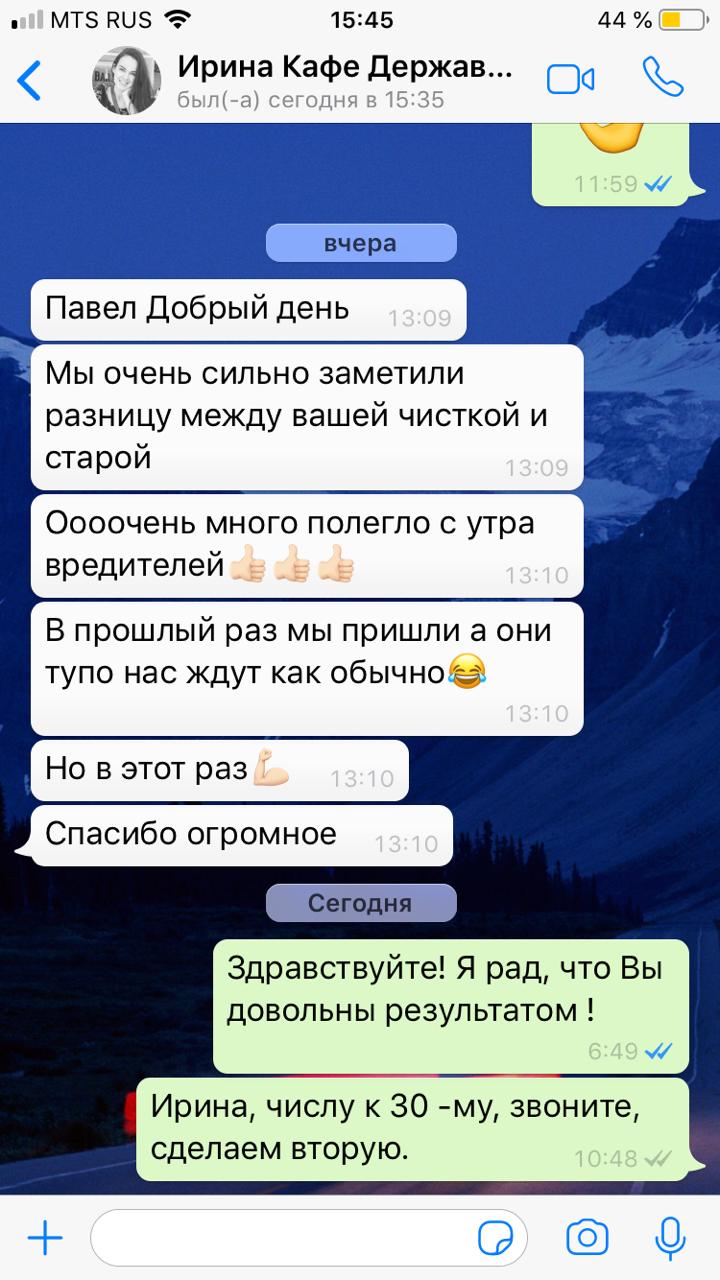 MTS RUS 15:45 44 %
Ирина Кафе Держав...
был(-а) сегодня в 15:35
11:59
вчера
Павел Добрый день 13:09
Мы очень сильно заметили
разницу между вашей чисткой и
старой 13:09
Оооочень много полегло с утра
вредителей👍🏻👍🏻👍🏻 13:10
В прошлый раз мы пришли а они
тупо нас ждут как обычно😂
13:10
Но в этот раз💪🏻 13:10
Спасибо огромное 13:10
Сегодня
Здравствуйте! Я рад, что Вы
довольны результатом !
6:49
Ирина, числу к 30 -му, звоните,
сделаем вторую. 10:48